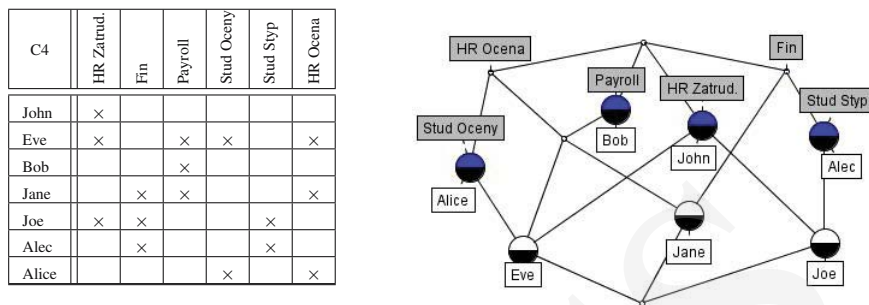 C4 HR Zatrud. Fin Payroll Stud Oceny Stud Styp HR Ocena
John ×
Eve × × × ×
Bob ×
Jane × × ×
Joe × × ×
Alec × ×
Alice × ×
HR Ocena
Fin
Payroll
HR Zatrud.
Stud Styp
Stud Oceny
Bob
John
Alec
Alice
Eve
Jane
Joe